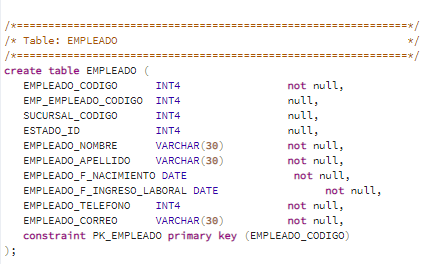 /*==============================================================*/
/* Table: EMPLEADO                                              */
/*==============================================================*/
create table EMPLEADO (
   EMPLEADO_CODIGO      INT4                 not null,
   EMP_EMPLEADO_CODIGO  INT4                 null,
   SUCURSAL_CODIGO      INT4                 null,
   ESTADO_ID            INT4                 null,
   EMPLEADO_NOMBRE      VARCHAR(30)          not null,
   EMPLEADO_APELLIDO    VARCHAR(30)          not null,
   EMPLEADO_F_NACIMIENTO DATE                 not null,
   EMPLEADO_F_INGRESO_LABORAL DATE                 not null,
   EMPLEADO_TELEFONO    INT4                 not null,
   EMPLEADO_CORREO      VARCHAR(30)          not null,
   constraint PK_EMPLEADO primary key (EMPLEADO_CODIGO)
);